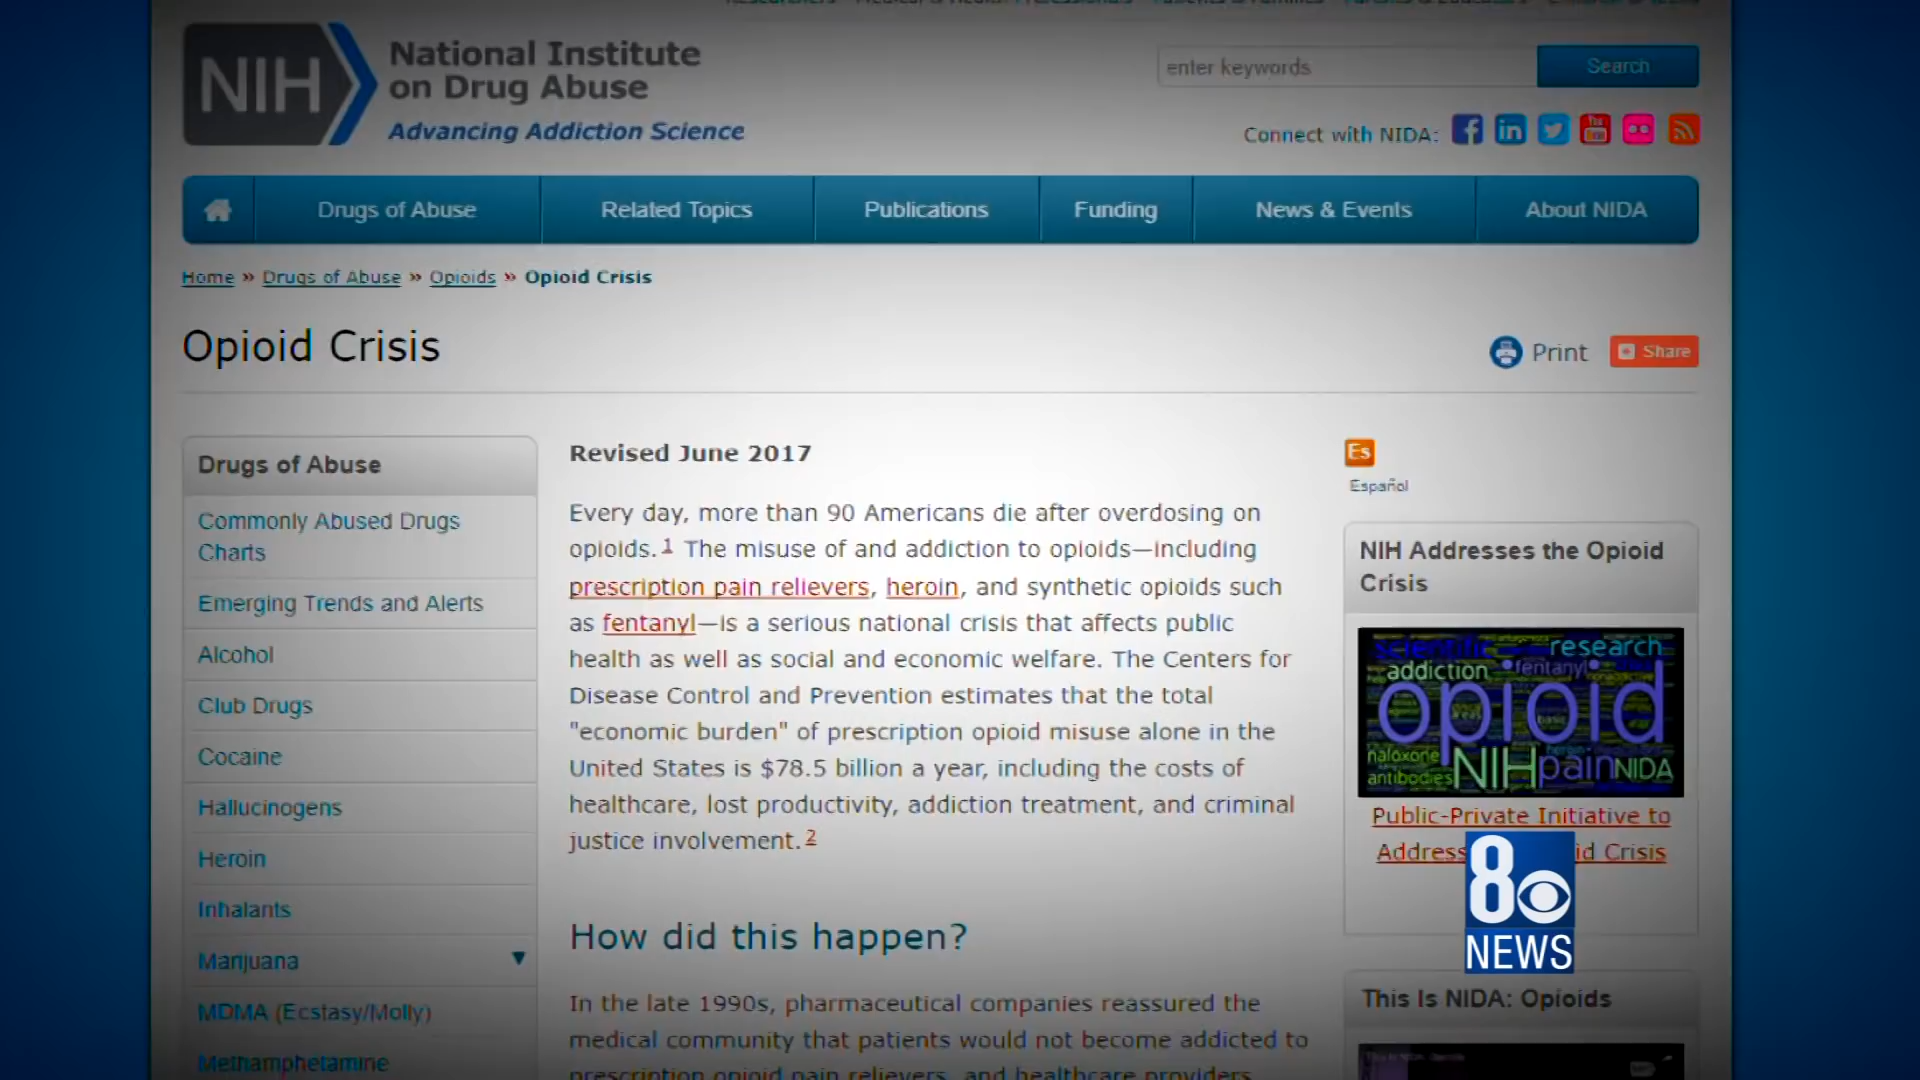 NIH
National Institute
on Drug Abuse
Advancing Addiction Science
enter keywords
Search
Connect with NIDA:
Drugs of Abuse
Related Topics
Publications
Funding
News & Events
About NIDA
Home » Drugs of Abuse » Opioids » Opioid Crisis
Opioid Crisis
Print
Share
Drugs of Abuse
Commonly Abused Drugs
Charts
Emerging Trends and Alerts
Alcohol
Club Drugs
Cocaine
Hallucinogens
Heroin
Inhalants
Marijuana
MDMA (Ecstasy/Molly)
Methamphetamine
Revised June 2017
Every day, more than 90 Americans die after overdosing on
opioids.1 The misuse of and addiction to opioids—including
prescription pain relievers, heroin, and synthetic opioids such
as fentanyl—is a serious national crisis that affects public
health as well as social and economic welfare. The Centers for
Disease Control and Prevention estimates that the total
"economic burden" of prescription opioid misuse alone in the
United States is $78.5 billion a year, including the costs of
healthcare, lost productivity, addiction treatment, and criminal
justice involvement.2
How did this happen?
In the late 1990s, pharmaceutical companies reassured the
medical community that patients would not become addicted to
prescription opioid pain relievers, and healthcare providers
Es
Español
NIH Addresses the Opioid
Crisis
scientific research
addiction fentanyl
opioid
naloxone
antibodies NIH pain NIDA
Public-Private Initiative to
Address id Crisis
8
NEWS
This Is NIDA: Opioids